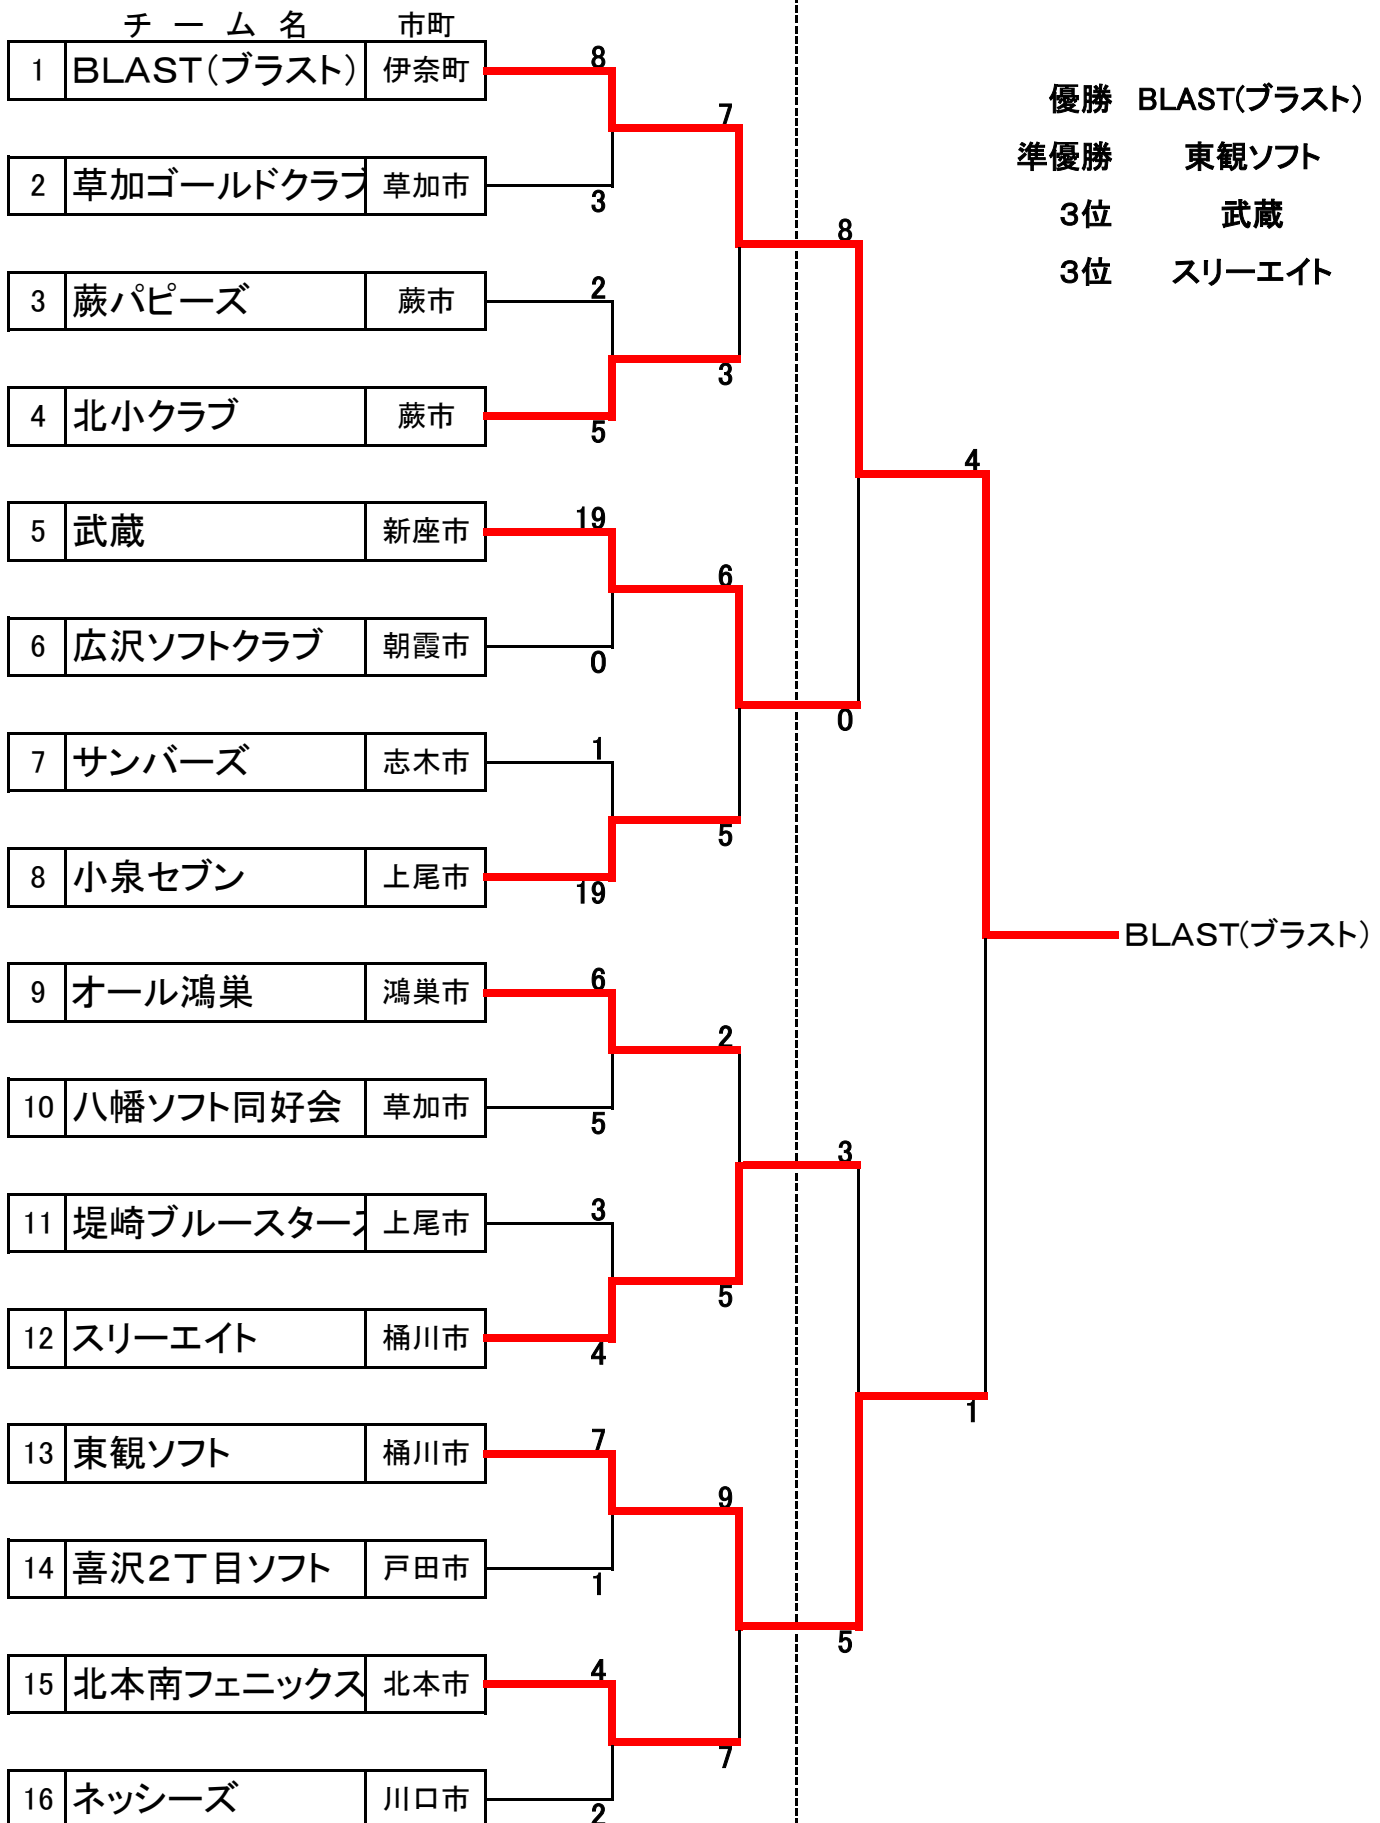 チーム名 市町
1 BLAST(ブラスト) 伊奈町
8
優勝 BLAST(ブラスト)
7
準優勝 東観ソフト
2 草加ゴールドクラブ 草加市
3
3位 武蔵
8
3位 スリーエイト
3 蕨パピーズ 蕨市
2
3
4 北小クラブ 蕨市
5
4
5 武蔵 新座市
19
6
6 広沢ソフトクラブ 朝霞市
0
0
7 サンバーズ 志木市
1
5
8 小泉セブン 上尾市
19
BLAST(ブラスト)
9 オール鴻巣 鴻巣市
6
2
10 八幡ソフト同好会 草加市
5
3
11 堤崎ブルースターズ 上尾市
3
5
12 スリーエイト 桶川市
4
1
13 東観ソフト 桶川市
7
9
14 喜沢2丁目ソフト 戸田市
1
5
15 北本南フェニックス 北本市
4
7
16 ネッシーズ 川口市
2